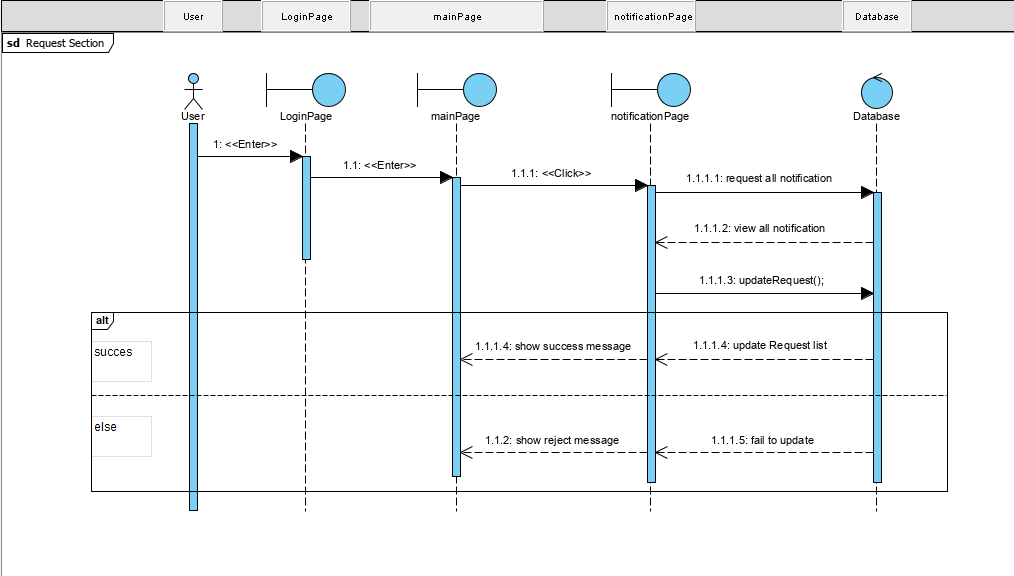 User LoginPage mainPage notificationPage Database
sd Request Section
User LoginPage mainPage notificationPage Database
1: <<Enter>>
1.1: <<Enter>>
1.1.1: <<Click>>
1.1.1.1: request all notification
1.1.1.2: view all notification
1.1.1.3: updateRequest();
alt
succes
1.1.1.4: show success message
1.1.1.4: update Request list
else
1.1.2: show reject message
1.1.1.5: fail to update